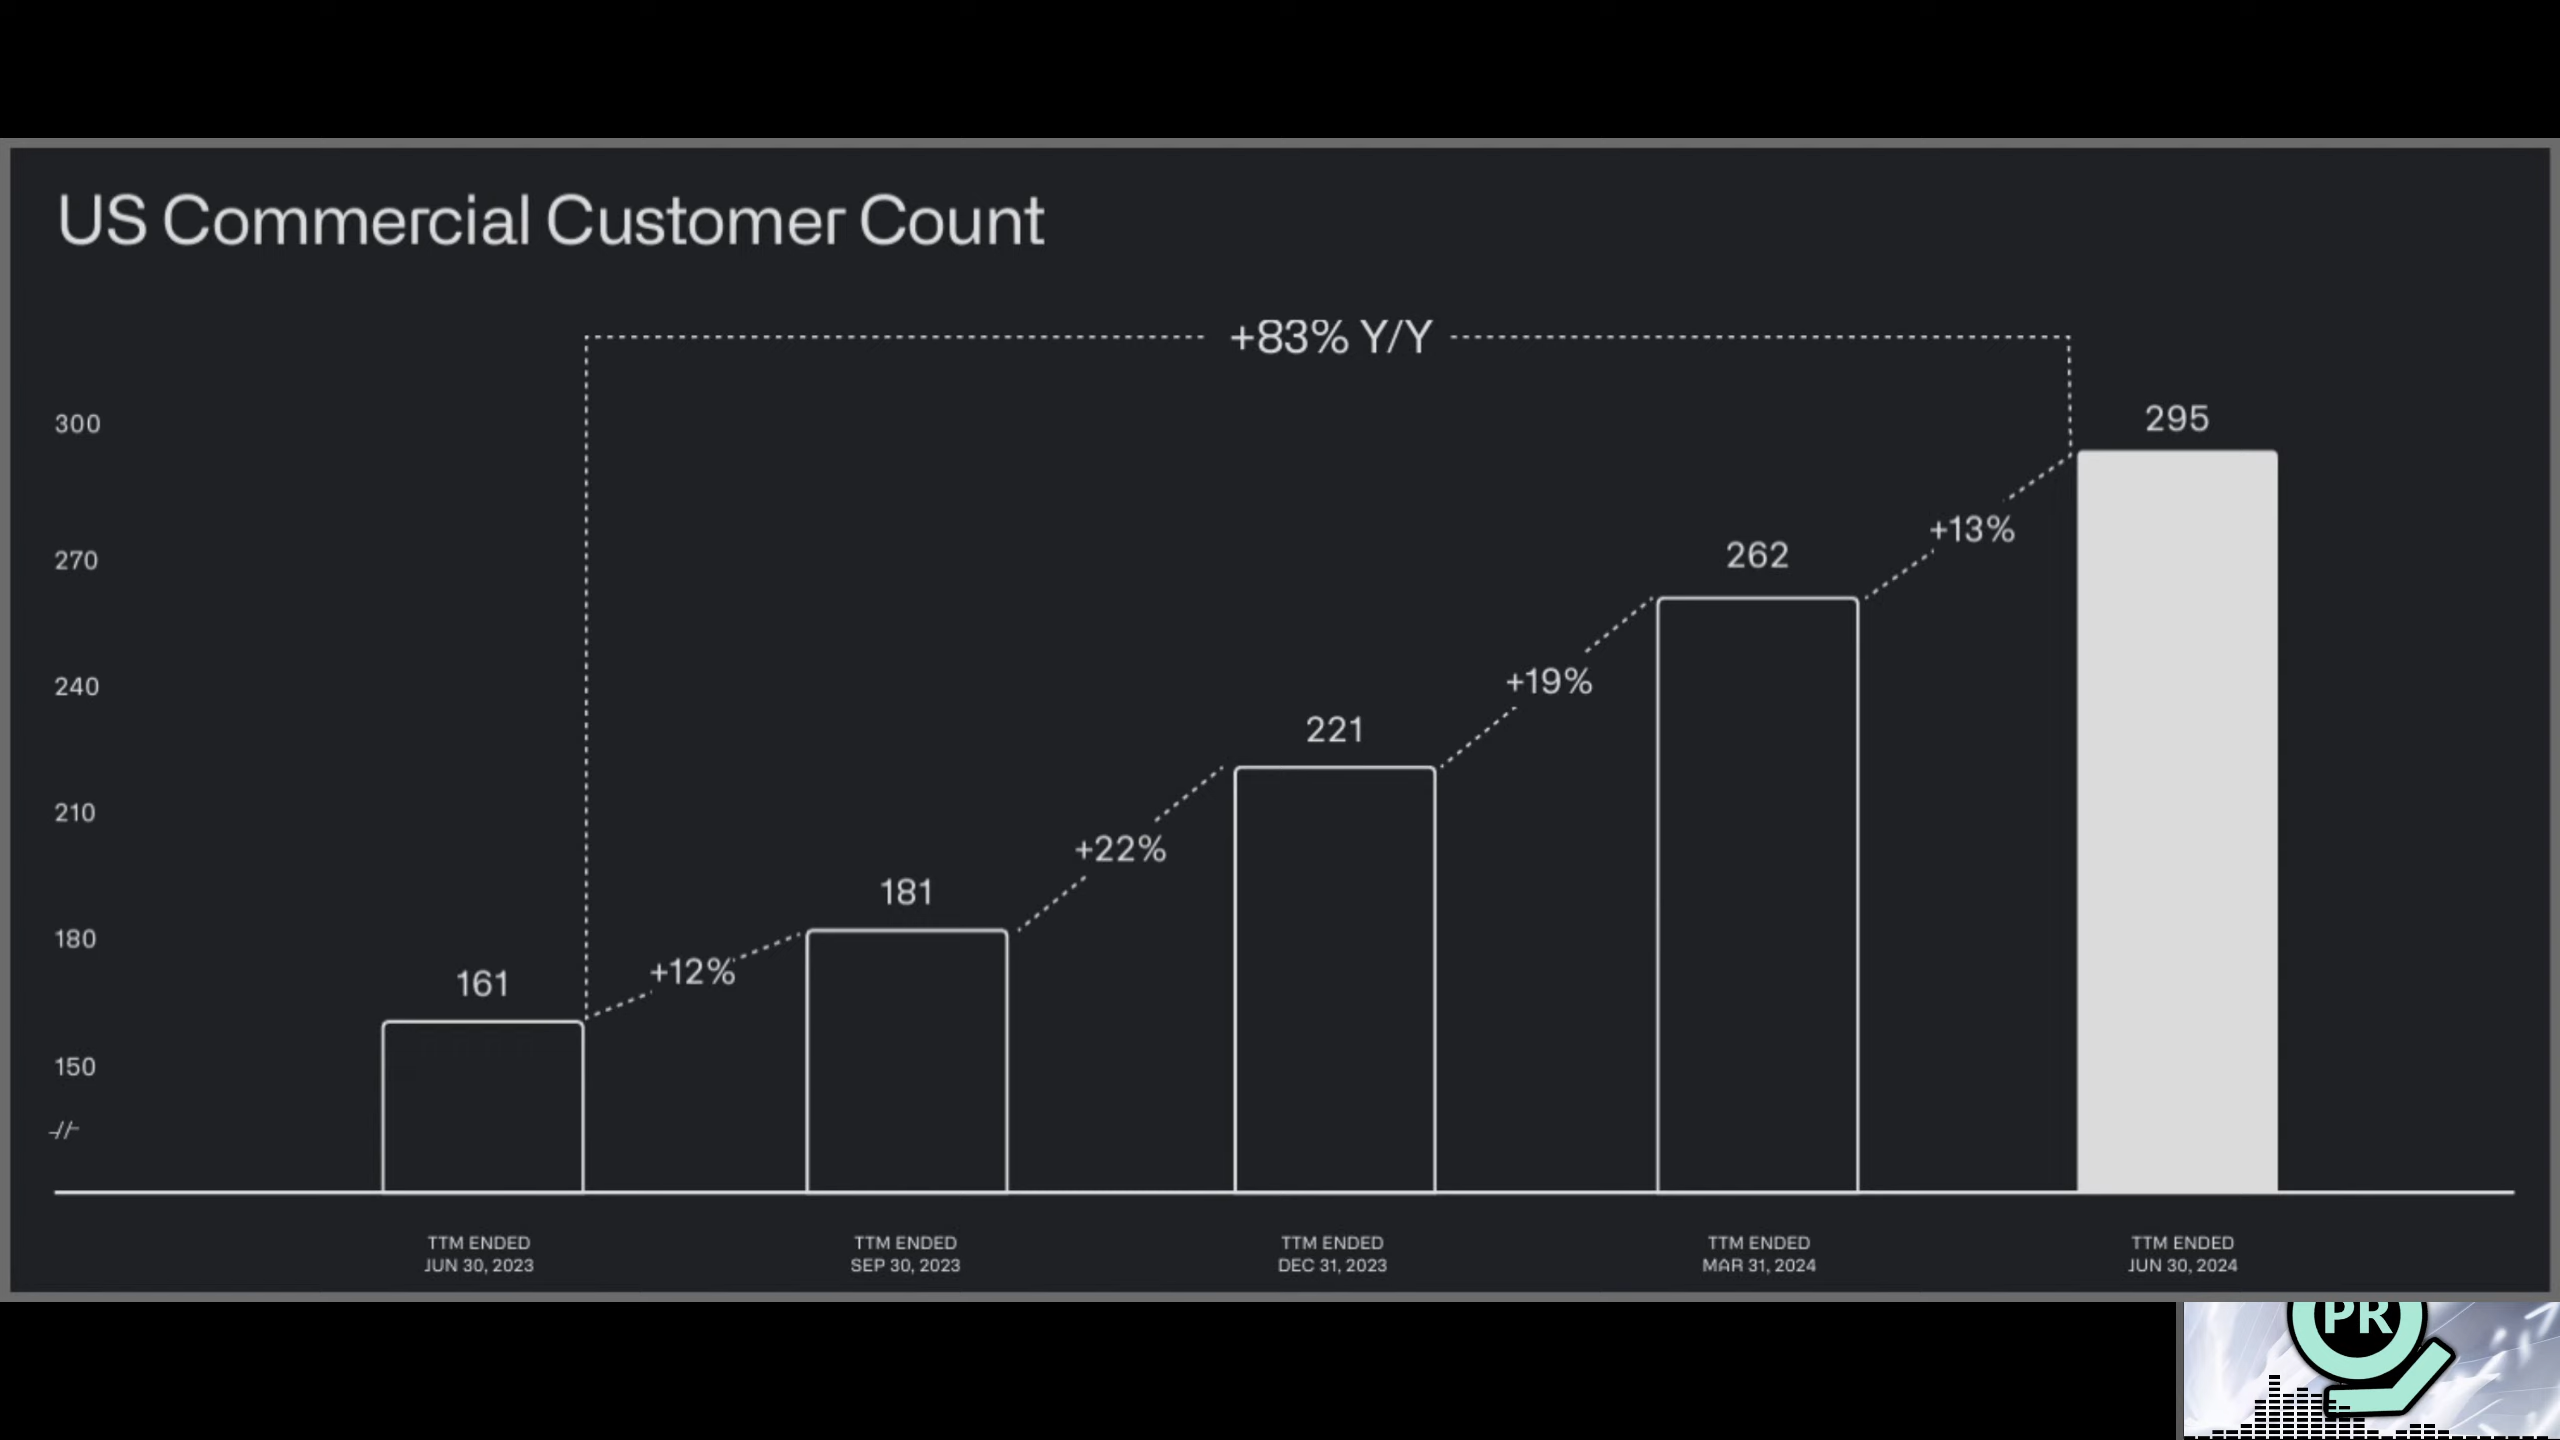 US Commercial Customer Count
+83% Y/Y
300
295
+13%
270
262
240
+19%
221
210
+22%
181
180
+12%
161
150
TTM ENDED
JUN 30, 2023
TTM ENDED
SEP 30, 2023
TTM ENDED
DEC 31, 2023
TTM ENDED
MAR 31, 2024
TTM ENDED
JUN 30, 2024
PR